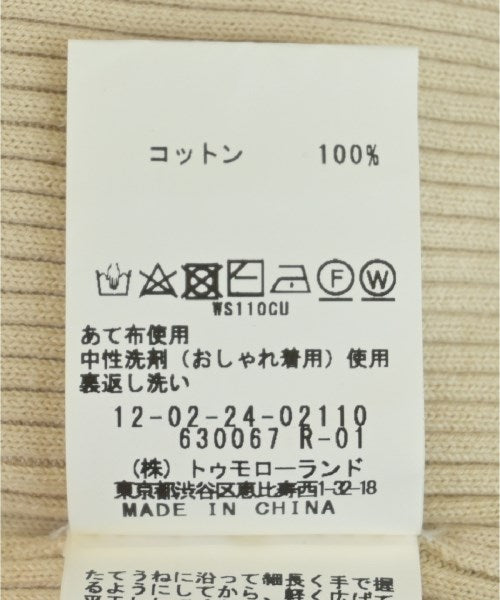 コットン 100%
F W
WS110CU
あて布使用
中性洗剤（おしゃれ着用）使用
裏返し洗い
12-02-24-02110
630067 R-01
（株）トゥモローランド
東京都渋谷区恵比寿西1-32-18
MADE IN CHINA
たてうねに沿って細長く手で握
るようにしてから、軽く広げて